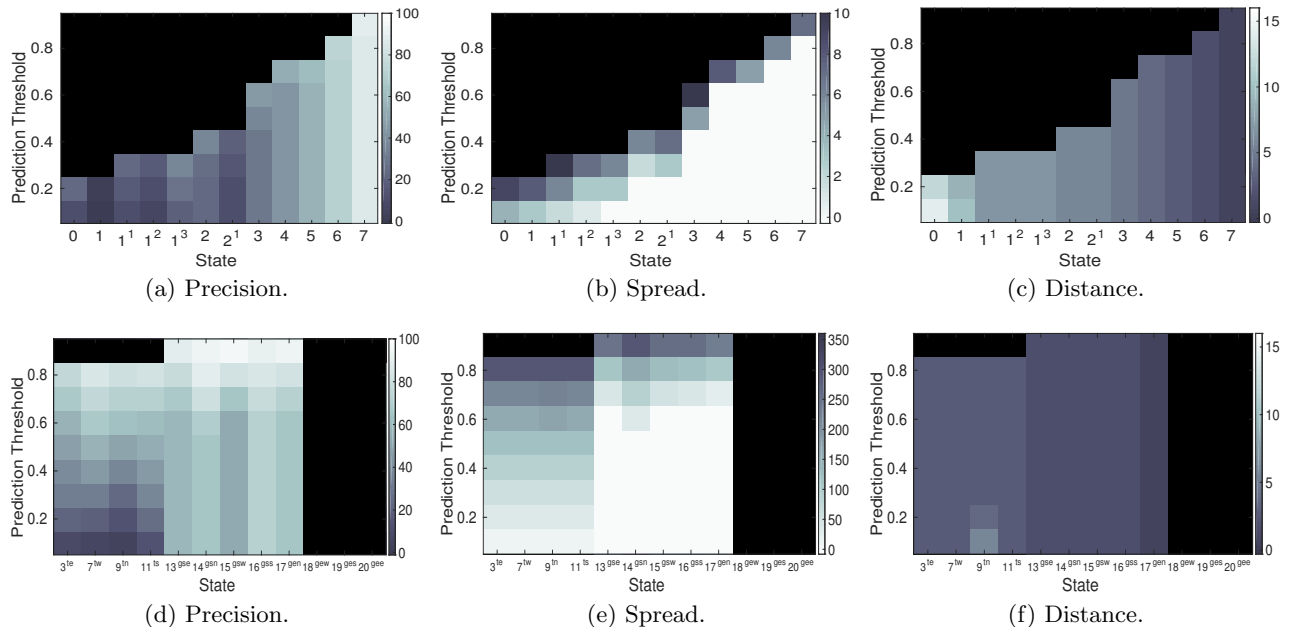 0.8
0.6
0.4
0.2
Prediction Threshold
0 1 1^1 1^2 1^3 2 2^1 3 4 5 6 7
State
100
80
60
40
20
0
(a) Precision.
0.8
0.6
0.4
0.2
Prediction Threshold
0 1 1^1 1^2 1^3 2 2^1 3 4 5 6 7
State
10
8
6
4
2
0
(b) Spread.
0.8
0.6
0.4
0.2
Prediction Threshold
0 1 1^1 1^2 1^3 2 2^1 3 4 5 6 7
State
15
10
5
0
(c) Distance.
0.8
0.6
0.4
0.2
Prediction Threshold
3^te 7^tw 9^tn 11^ts 13^gse 14^gsn 15^gsw 16^gss 17^gen 18^gew 19^ges 20^gee
State
100
80
60
40
20
0
(d) Precision.
0.8
0.6
0.4
0.2
Prediction Threshold
3^te 7^tw 9^tn 11^ts 13^gse 14^gsn 15^gsw 16^gss 17^gen 18^gew 19^ges 20^gee
State
350
300
250
200
150
100
50
0
(e) Spread.
0.8
0.6
0.4
0.2
Prediction Threshold
3^te 7^tw 9^tn 11^ts 13^gse 14^gsn 15^gsw 16^gss 17^gen 18^gew 19^ges 20^gee
State
15
10
5
0
(f) Distance.